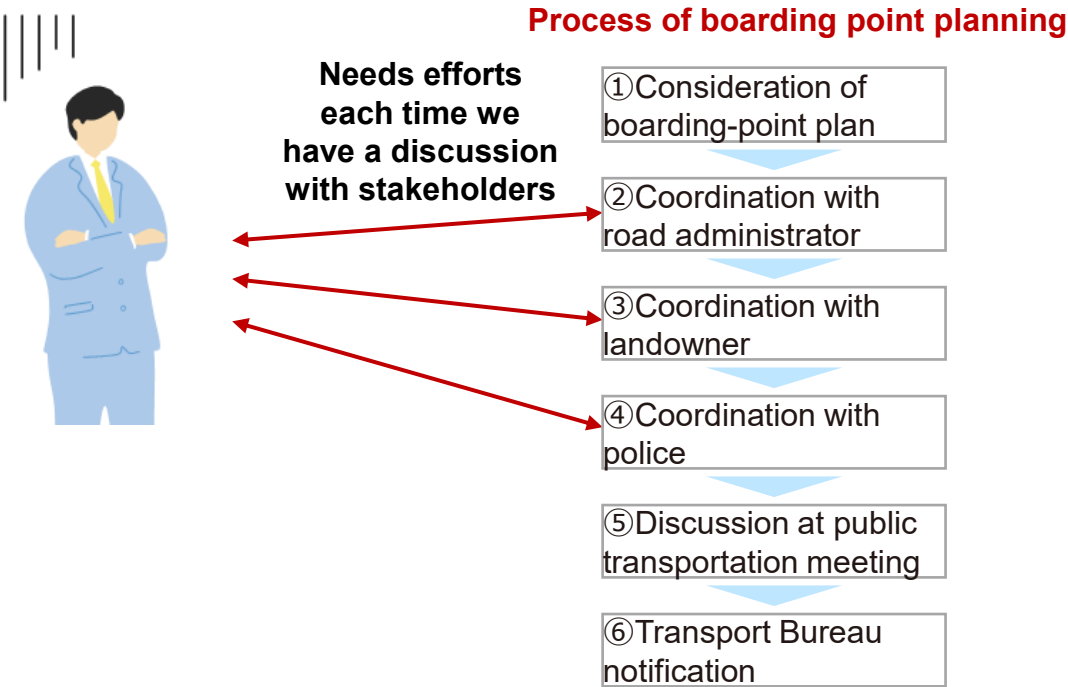 Process of boarding point planning
Needs efforts
each time we
have a discussion
with stakeholders
①Consideration of
boarding-point plan
②Coordination with
road administrator
③Coordination with
landowner
④Coordination with
police
⑤Discussion at public
transportation meeting
⑥Transport Bureau
notification